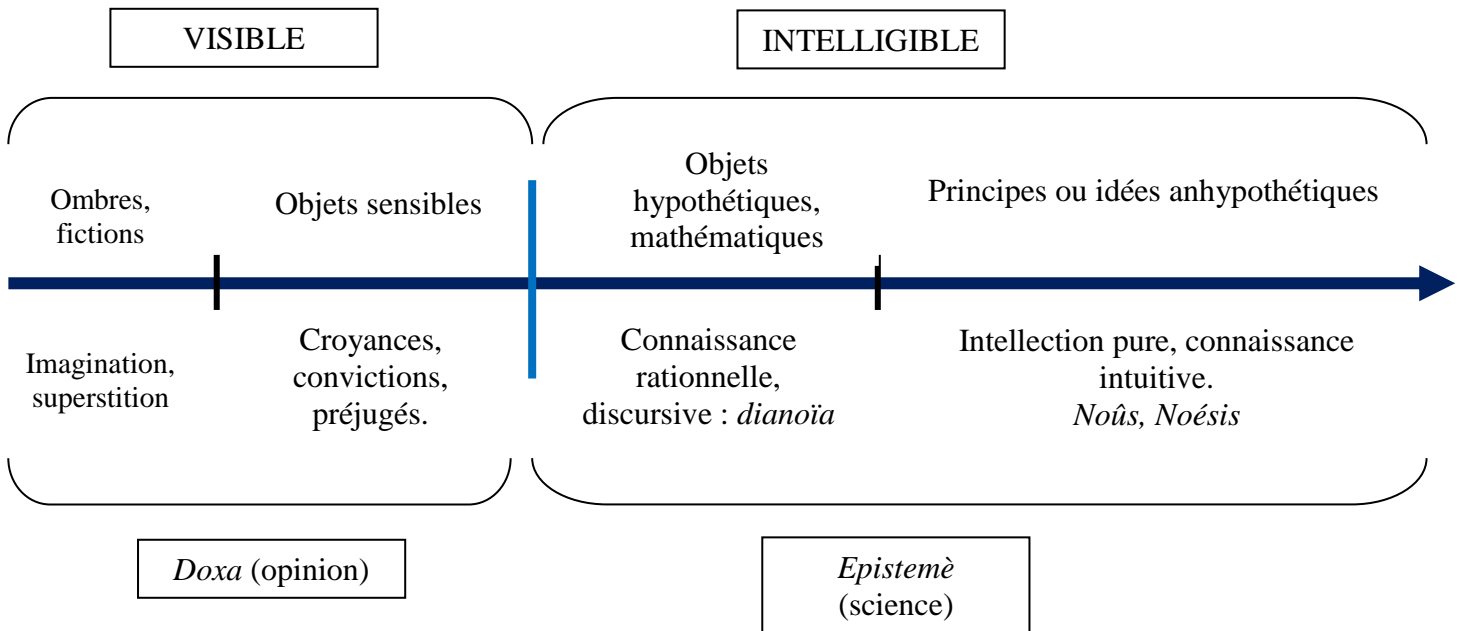 VISIBLE
INTELLIGIBLE
Ombres,
fictions
Objets sensibles
Objets
hypothétiques,
mathématiques
Principes ou idées anhypothétiques
Imagination,
superstition
Croyances,
convictions,
préjugés.
Connaissance
rationnelle,
discursive : dianoïa
Intellection pure, connaissance
intuitive.
Noûs, Noésis
Doxa (opinion)
Epistemè
(science)